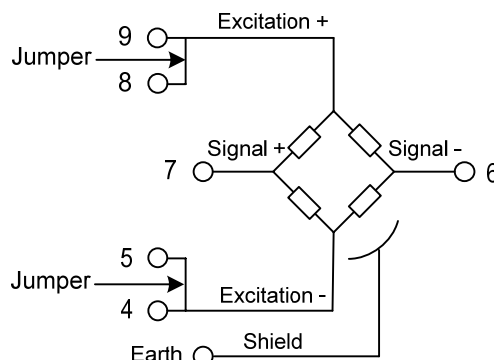 9
Excitation +
Jumper
8
Signal +
Signal -
7
6
5
Jumper
4
Excitation -
Shield
Earth